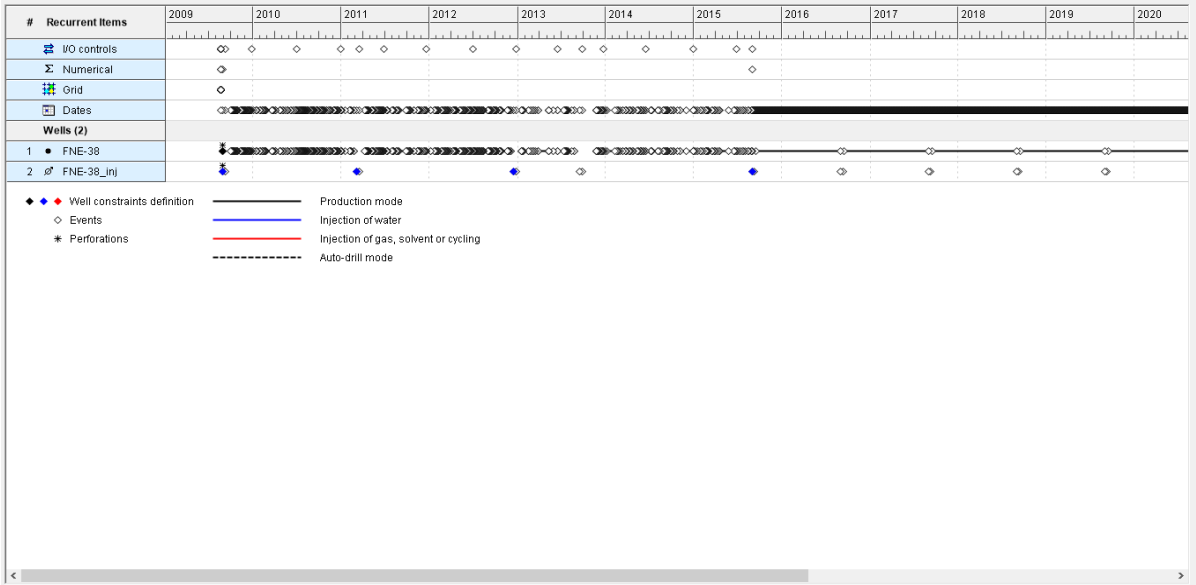 # Recurrent Items 2009 2010 2011 2012 2013 2014 2015 2016 2017 2018 2019 2020
I/O controls
Σ Numerical
Grid
Dates
Wells (2)
1 FNE-38
2 FNE-38_inj
Well constraints definition Production mode
Events Injection of water
Perforations Injection of gas, solvent or cycling
Auto-drill mode